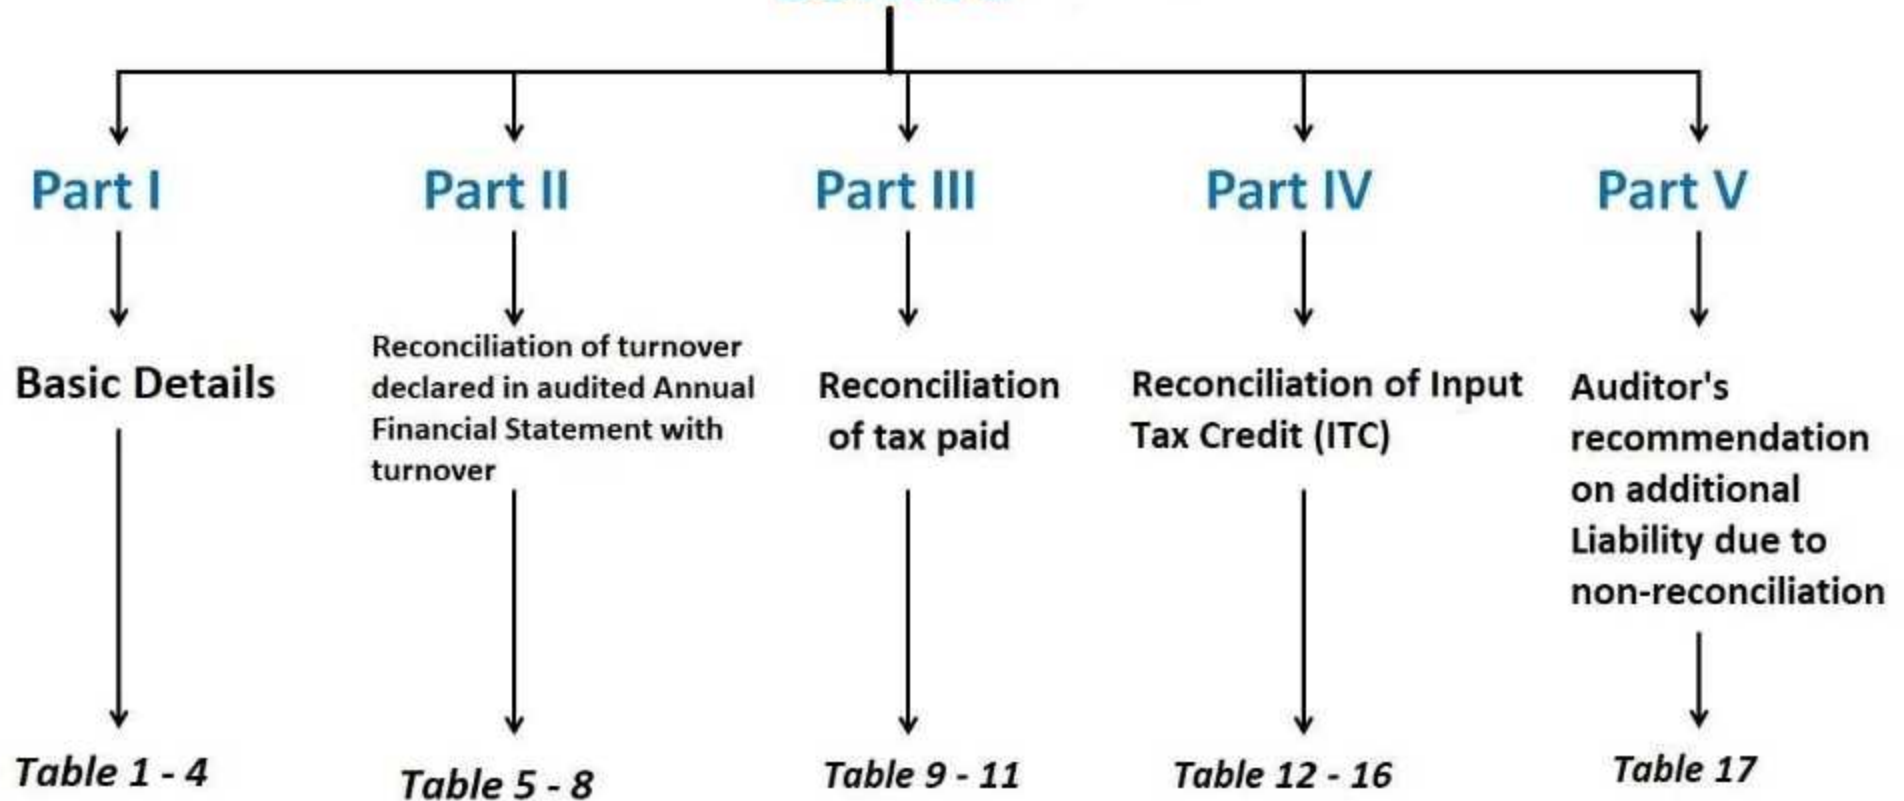 Part I
Part II
Part III
Part IV
Part V
Basic Details
Reconciliation of turnover
declared in audited Annual
Financial Statement with
turnover
Reconciliation
of tax paid
Reconciliation of Input
Tax Credit (ITC)
Auditor's
recommendation
on additional
Liability due to
non-reconciliation
Table 1 - 4
Table 5 - 8
Table 9 - 11
Table 12 - 16
Table 17